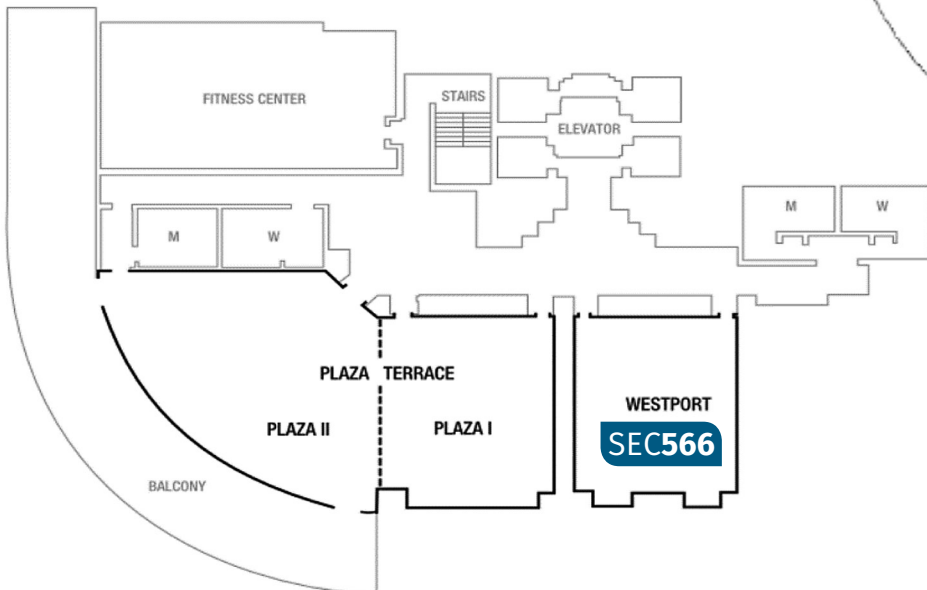 STAIRS
FITNESS CENTER
ELEVATOR
M
W
M
W
PLAZA TERRACE
WESTPORT
PLAZA II
PLAZA I
SEC566
BALCONY